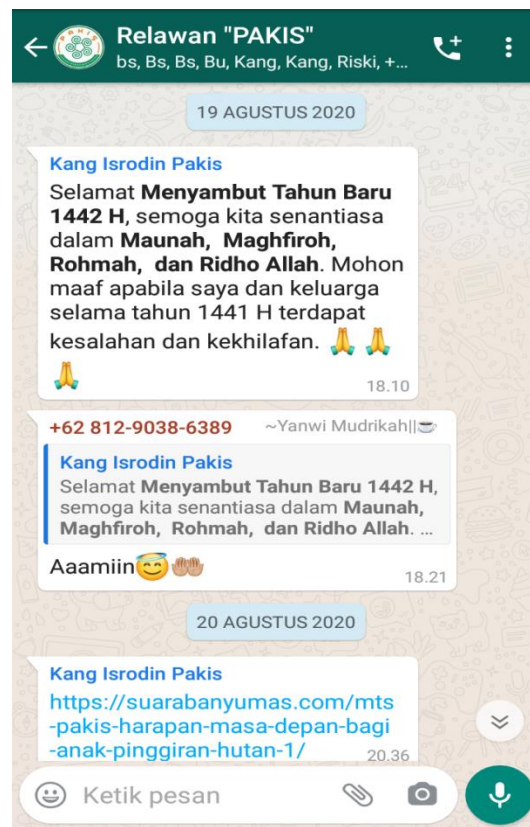 Relawan "PAKIS"
bs, Bs, Bs, Bu, Kang, Kang, Riski, +...
19 AGUSTUS 2020
Kang Isrodin Pakis
Selamat Menyambut Tahun Baru
1442 H, semoga kita senantiasa
dalam Maunah, Maghfiroh,
Rohmah, dan Ridho Allah. Mohon
maaf apabila saya dan keluarga
selama tahun 1441 H terdapat
kesalahan dan kekhilafan. 🙏 🙏
🙏
18.10
+62 812-9038-6389 ~Yanwi Mudrikah||☕
Kang Isrodin Pakis
Selamat Menyambut Tahun Baru 1442 H,
semoga kita senantiasa dalam Maunah,
Maghfiroh, Rohmah, dan Ridho Allah. ...
Aaamiin😇🤲
18.21
20 AGUSTUS 2020
Kang Isrodin Pakis
https://suarabanyumas.com/mts
-pakis-harapan-masa-depan-bagi
-anak-pinggiran-hutan-1/
20.36
Ketik pesan